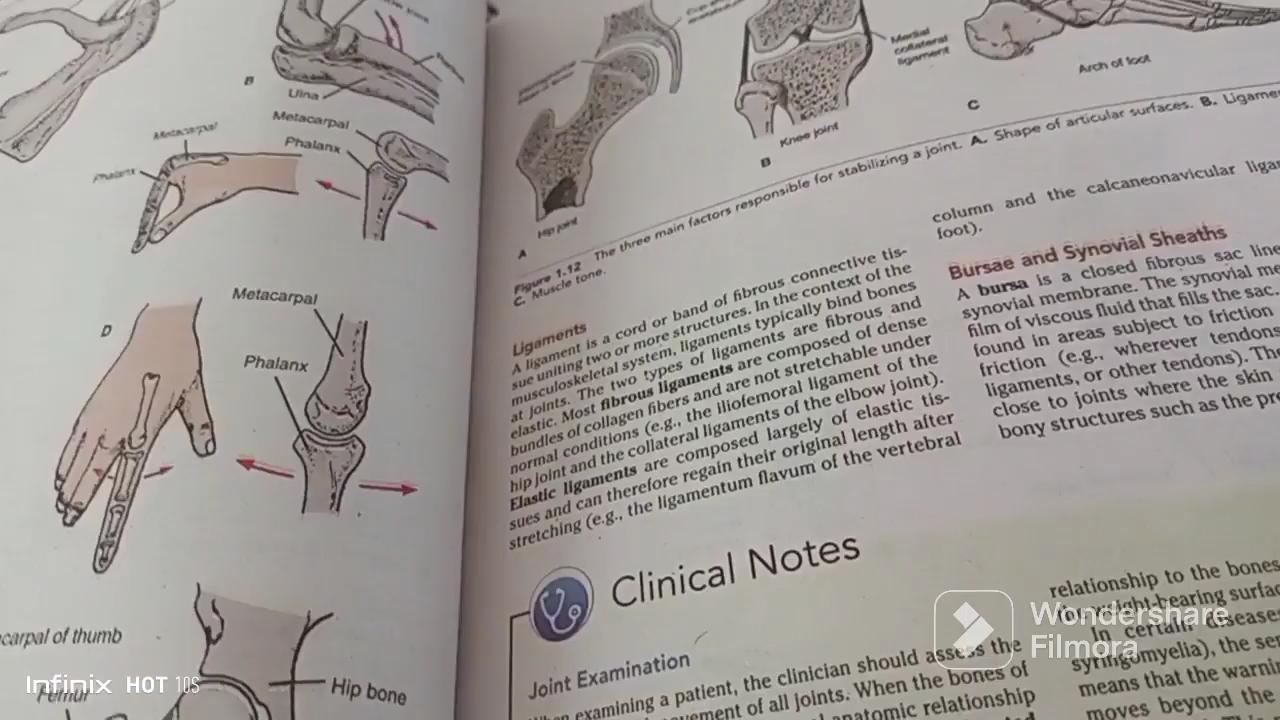 B
Ulna
Metacarpal
Phalanx
Metacarpal
Phalanx
D
Metacarpal
Phalanx
carpal of thumb
Femur
Hip bone
Medial
collateral
ligament
Arch of foot
C
Knee joint
B
Hip joint
A
Figure 1.12 The three main factors responsible for stabilizing a joint. A. Shape of articular surfaces. B.
C. Muscle tone.
Ligaments
A ligament is a cord or band of fibrous connective tis-
sue uniting two or more structures. In the context of the
musculoskeletal system, ligaments typically bind bones
at joints. The two types of ligaments are fibrous and
elastic. Most fibrous ligaments are composed of dense
bundles of collagen fibers and are not stretchable under
normal conditions (e.g., the iliofemoral ligament of the
hip joint and the collateral ligaments of the elbow joint).
Elastic ligaments are composed largely of elastic tis-
sues and can therefore regain their original length after
stretching (e.g., the ligamentum flavum of the vertebral
column and the calcaneonavicular
foot).
Bursae and Synovial Sheaths
A bursa is a closed fibrous sac
synovial membrane. The synovial
film of viscous fluid that fills the sac.
found in areas subject to friction
friction (e.g., wherever tendons
ligaments, or other tendons).
close to joints where the skin
bony structures such as the
Clinical Notes
Joint Examination
When examining a patient, the clinician should assess the
movement of all joints. When the bones of
anatomic relationship
relationship to the bones
for weight-bearing
In certain
syringomyelia), the
means that the
moves beyond the
Wondershare
Filmora
Infinix HOT 10S